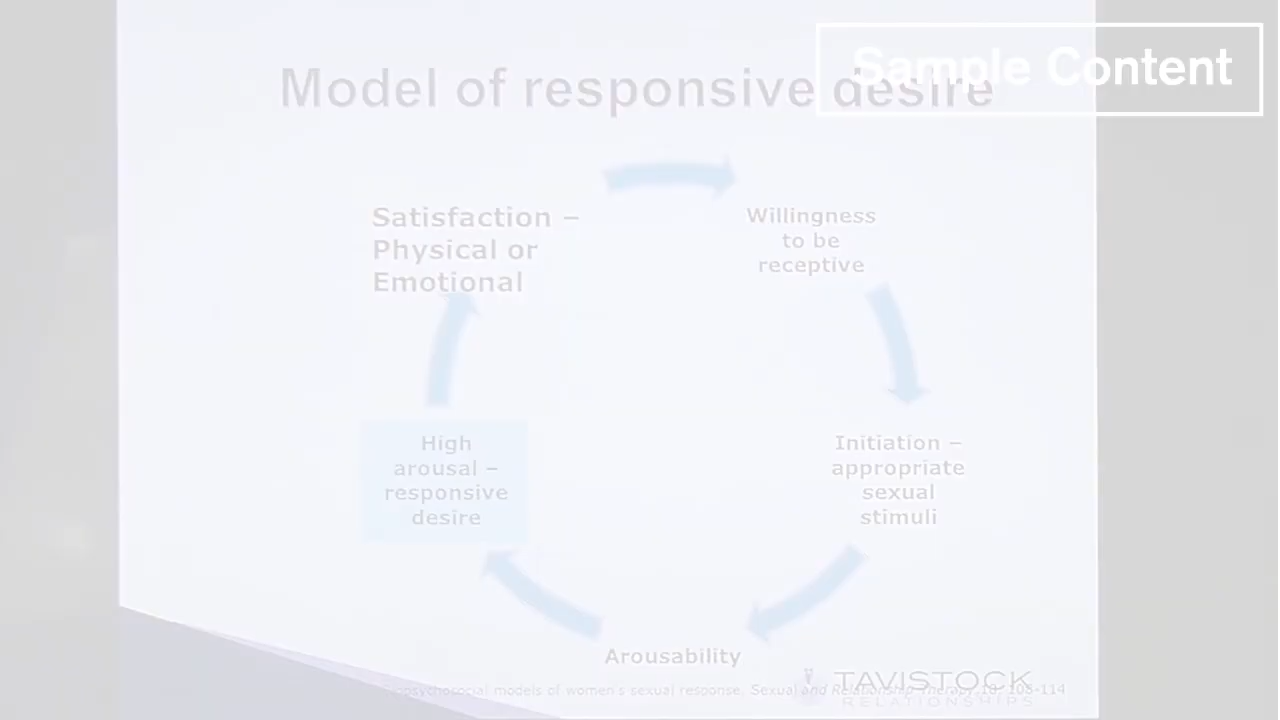 Sample Content
Model of responsive desire
Satisfaction –
Physical or
Emotional
Willingness
to be
receptive
High
arousal –
responsive
desire
Initiation –
appropriate
sexual
stimuli
Arousability
TAVISTOCK
RELATIONSHIPS
models of women's sexual response. Sexual and Relationship Therapy